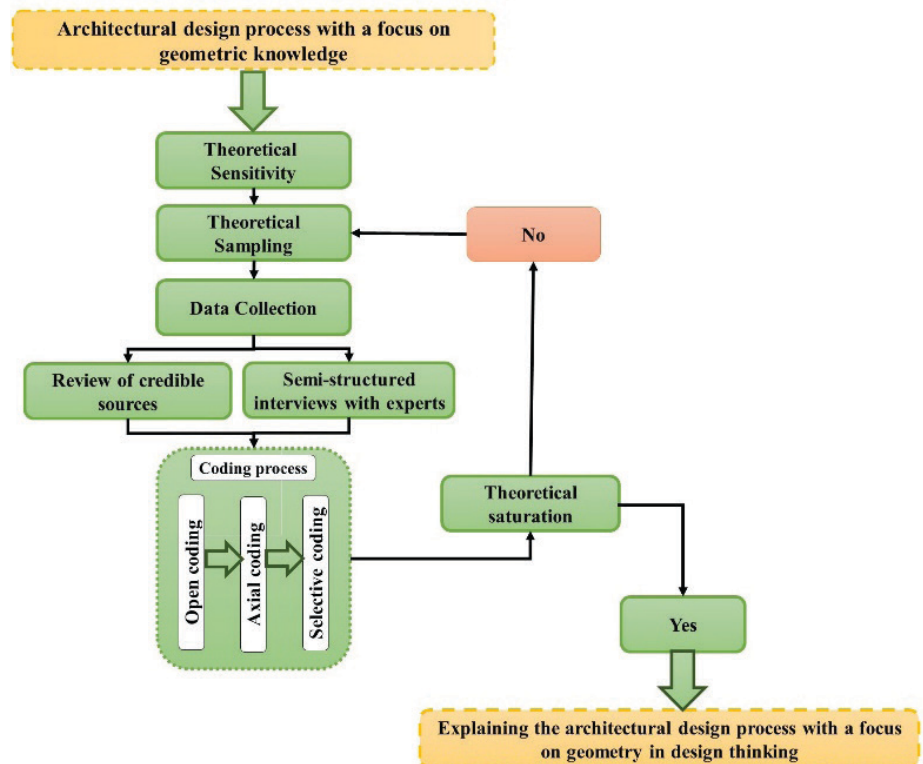 Architectural design process with a focus on
geometric knowledge
Theoretical
Sensitivity
Theoretical
Sampling
No
Data Collection
Review of credible
sources
Semi-structured
interviews with experts
Coding process
Open coding
Axial coding
Selective coding
Theoretical
saturation
Yes
Explaining the architectural design process with a focus
on geometry in design thinking